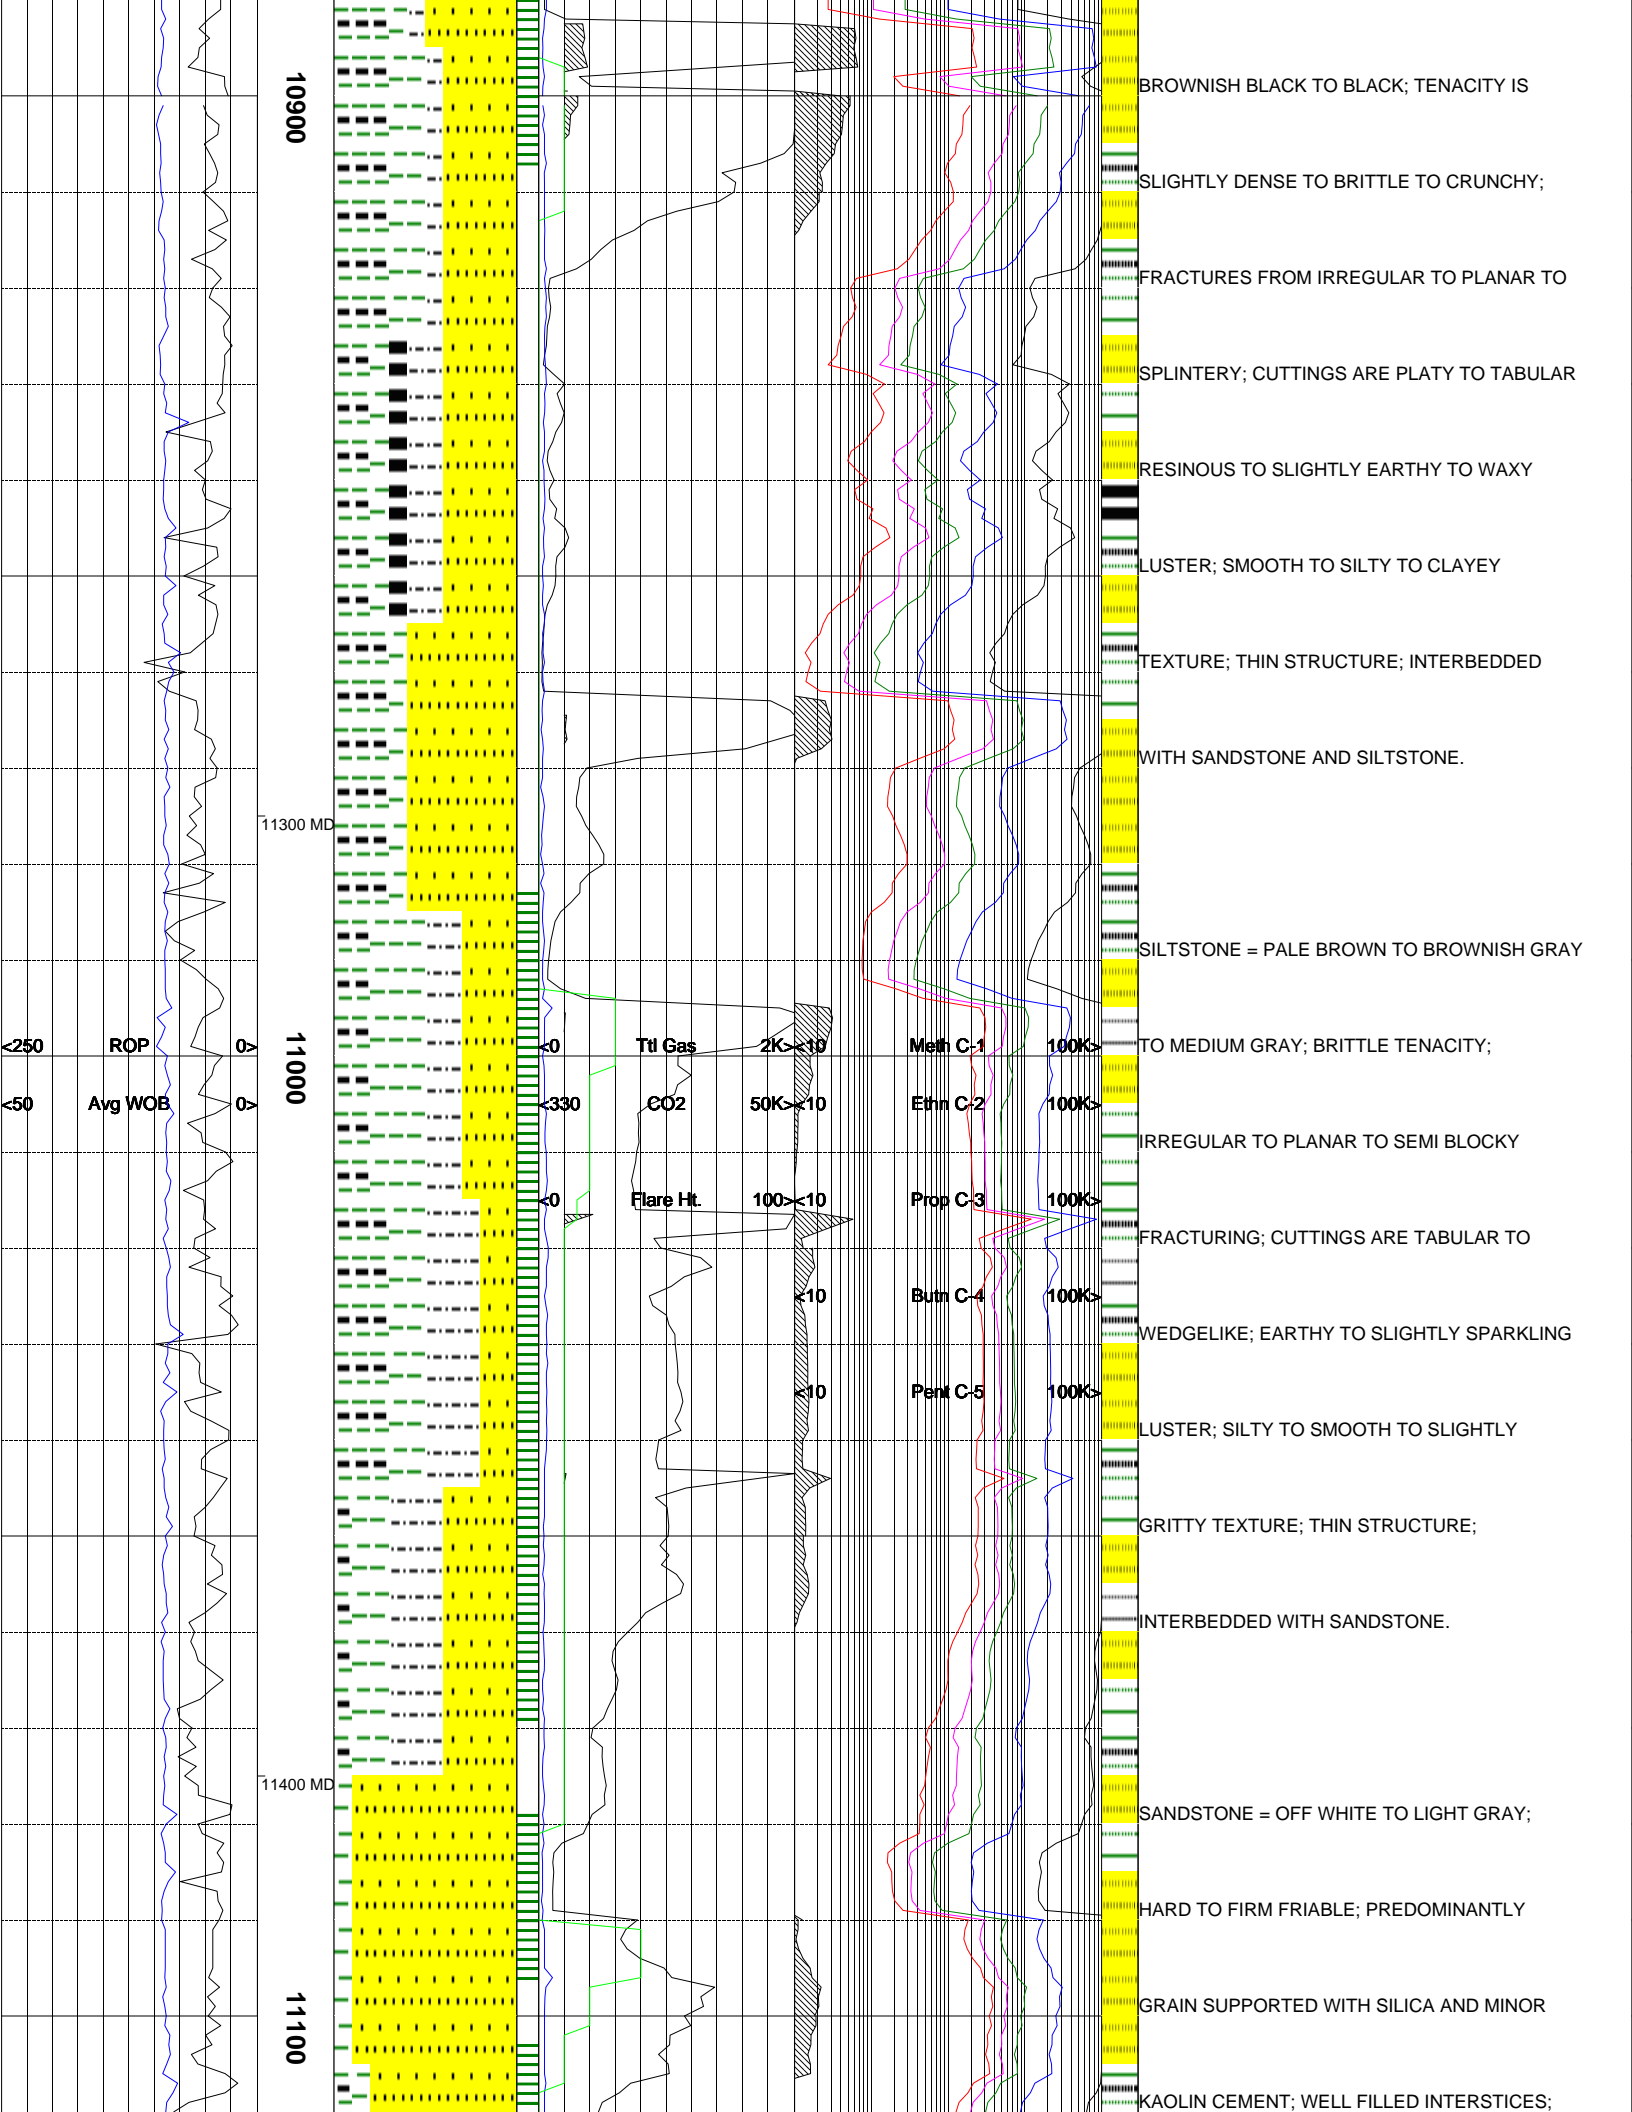 10900
BROWNISH BLACK TO BLACK; TENACITY IS
SLIGHTLY DENSE TO BRITTLE TO CRUNCHY;
FRACTURES FROM IRREGULAR TO PLANAR TO
SPLINTERY; CUTTINGS ARE PLATY TO TABULAR
RESINOUS TO SLIGHTLY EARTHY TO WAXY
LUSTER; SMOOTH TO SILTY TO CLAYEY
TEXTURE; THIN STRUCTURE; INTERBEDDED
WITH SANDSTONE AND SILTSTONE.
11300 MD
SILTSTONE = PALE BROWN TO BROWNISH GRAY
<250 ROP 0> 11000 <0 Ttl Gas 2K> <10 Meth C-1 100K> TO MEDIUM GRAY; BRITTLE TENACITY;
<50 Avg WOB 0> <330 CO2 50K> <10 Ethn C-2 100K>
IRREGULAR TO PLANAR TO SEMI BLOCKY
<0 Flare Ht. 100> <10 Prop C-3 100K>
FRACTURING; CUTTINGS ARE TABULAR TO
<10 Butn C-4 100K>
WEDGELIKE; EARTHY TO SLIGHTLY SPARKLING
<10 Pent C-5 100K>
LUSTER; SILTY TO SMOOTH TO SLIGHTLY
GRITTY TEXTURE; THIN STRUCTURE;
INTERBEDDED WITH SANDSTONE.
11400 MD
SANDSTONE = OFF WHITE TO LIGHT GRAY;
HARD TO FIRM FRIABLE; PREDOMINANTLY
GRAIN SUPPORTED WITH SILICA AND MINOR
11100
KAOLIN CEMENT; WELL FILLED INTERSTICES;